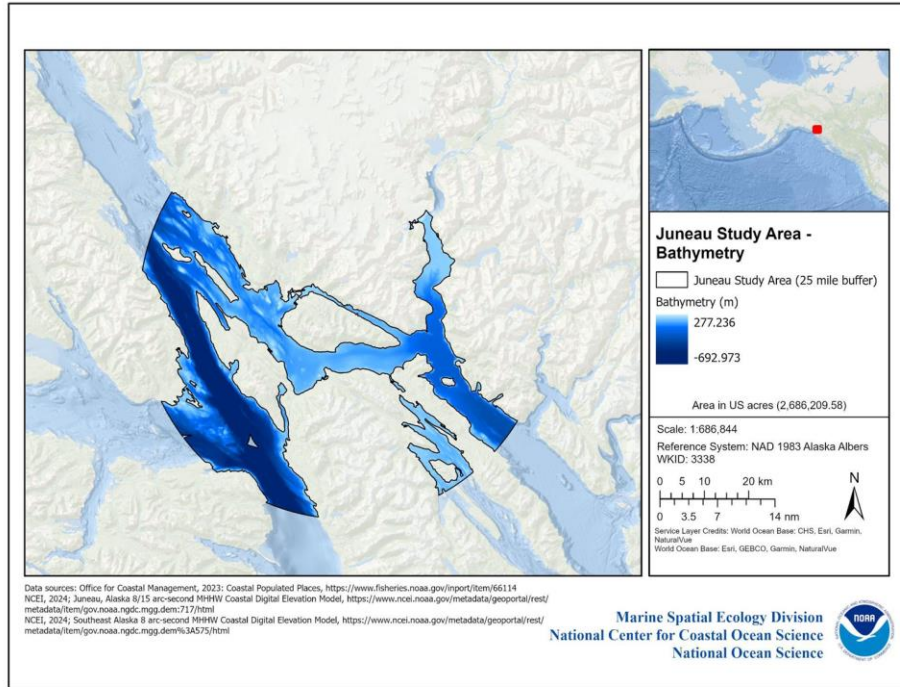 Juneau Study Area -
Bathymetry
Juneau Study Area (25 mile buffer)
Bathymetry (m)
277.236
-692.973
Area in US acres (2,686,209.58)
Scale: 1:686,844
Reference System: NAD 1983 Alaska Albers
WKID: 3338
0 5 10 20 km
0 3.5 7 14 nm
N
Service Layer Credits: World Ocean Base: CHS, Esri, Garmin,
NaturalVue
World Ocean Base: Esri, GEBCO, Garmin, NaturalVue
Data sources: Office for Coastal Management, 2023: Coastal Populated Places, https://www.fisheries.noaa.gov/inport/item/66114
NCEI, 2024; Juneau, Alaska 8/15 arc-second MHHW Coastal Digital Elevation Model, https://www.ncei.noaa.gov/metadata/geoportal/rest/
metadata/item/gov.noaa.ngdc.mgg.dem:717/html
NCEI, 2024; Southeast Alaska 8 arc-second MHHW Coastal Digital Elevation Model, https://www.ncei.noaa.gov/metadata/geoportal/rest/
metadata/item/gov.noaa.ngdc.mgg.dem%3A575/html
Marine Spatial Ecology Division
National Center for Coastal Ocean Science
National Ocean Science
NOAA